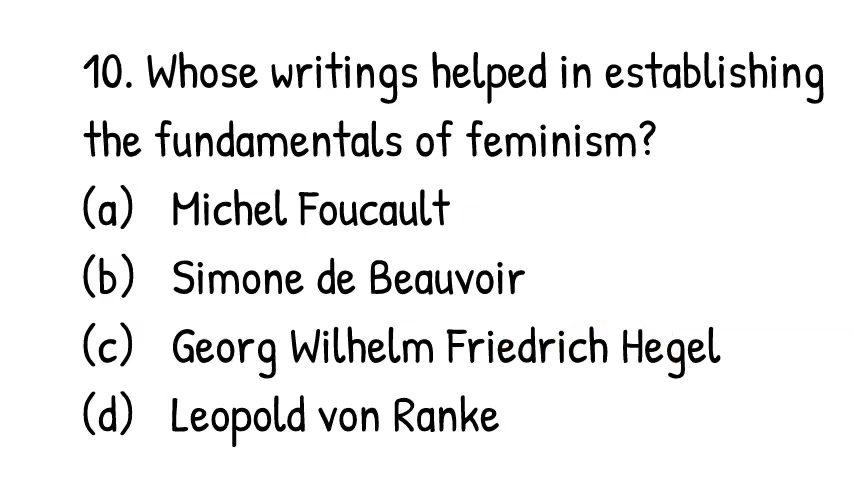 10. Whose writings helped in establishing
the fundamentals of feminism?
(a) Michel Foucault
(b) Simone de Beauvoir
(c) Georg Wilhelm Friedrich Hegel
(d) Leopold von Ranke